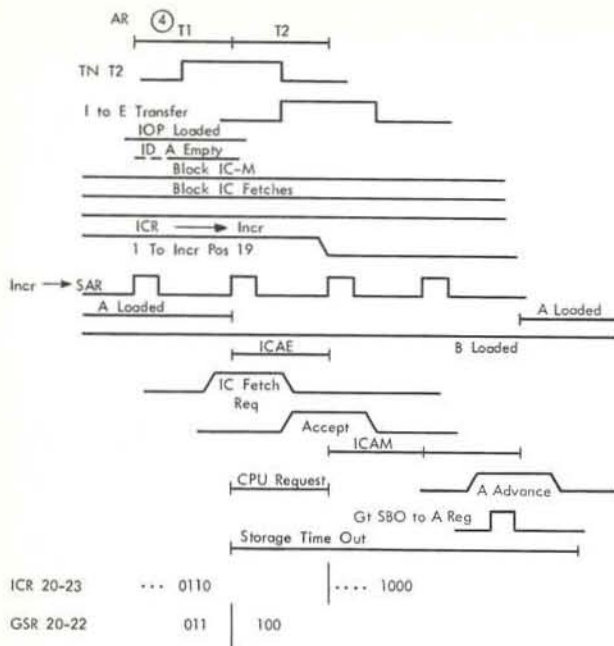 AR ④
T1 T2
TN T2
I to E Transfer
IOP Loaded
ID A Empty
Block IC-M
Block IC Fetches
ICR → Incr
1 To Incr Pos 19
Incr → SAR
A Loaded
A Loaded
B Loaded
ICAE
IC Fetch
Req
Accept
ICAM
CPU Request
A Advance
Gt SBO to A Reg
Storage Time Out
ICR 20-23 ... 0110 .... 1000
GSR 20-22 011 100